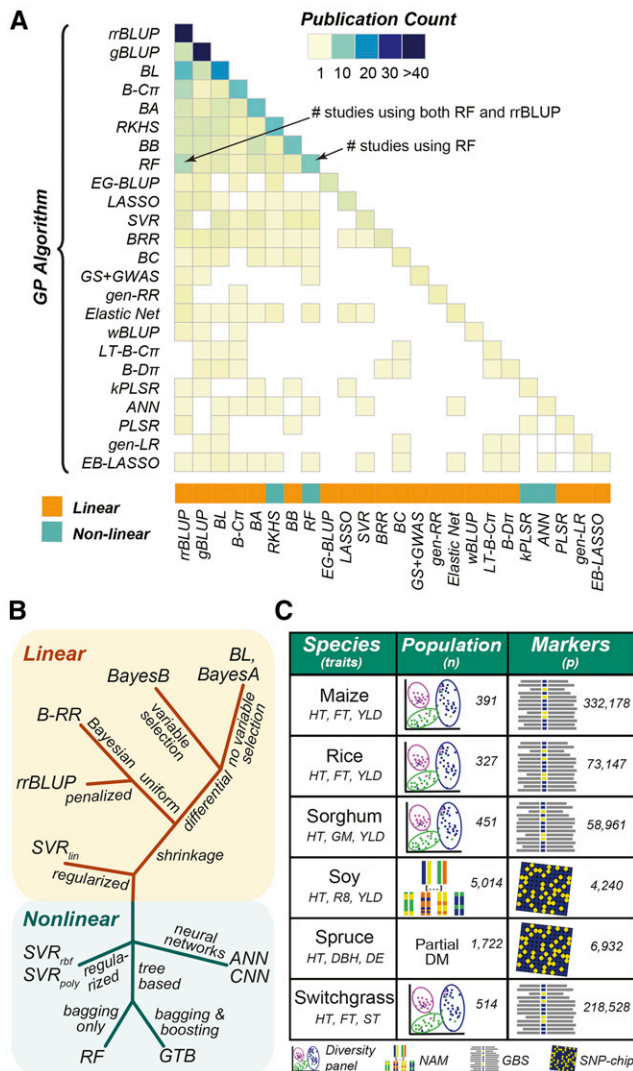 A
Publication Count
1 10 20 30 >40
rrBLUP
gBLUP
BL
B-Cπ
BA
RKHS
BB
RF
EG-BLUP
LASSO
SVR
BRR
BC
GS+GWAS
gen-RR
Elastic Net
wBLUP
LT-B-Cπ
B-Dπ
kPLSR
ANN
PLSR
gen-LR
EB-LASSO
GP Algorithm
# studies using both RF and rrBLUP
# studies using RF
Linear
Non-linear
rrBLUP
gBLUP
BL
B-Cπ
BA
RKHS
BB
RF
EG-BLUP
LASSO
SVR
BRR
BC
GS+GWAS
gen-RR
Elastic Net
wBLUP
LT-B-Cπ
B-Dπ
kPLSR
ANN
PLSR
gen-LR
EB-LASSO
B
Linear
BL,
BayesA
BayesB
B-RR
variable
selection
no variable
selection
Bayesian
uniform
differential
rrBLUP
penalized
SVRlin
regularized
shrinkage
Nonlinear
neural
networks
ANN
CNN
SVRrbf
SVRpoly
regula-
rized
tree
based
bagging
only
bagging &
boosting
RF
GTB
C
Species
(traits)
Population
(n)
Markers
(p)
Maize
HT, FT, YLD
391
332,178
Rice
HT, FT, YLD
327
73,147
Sorghum
HT, GM, YLD
451
58,961
Soy
HT, R8, YLD
[...]
5,014
4,240
Spruce
HT, DBH, DE
Partial
DM
1,722
6,932
Switchgrass
HT, FT, ST
514
218,528
Diversity
panel
NAM
GBS
SNP-chip